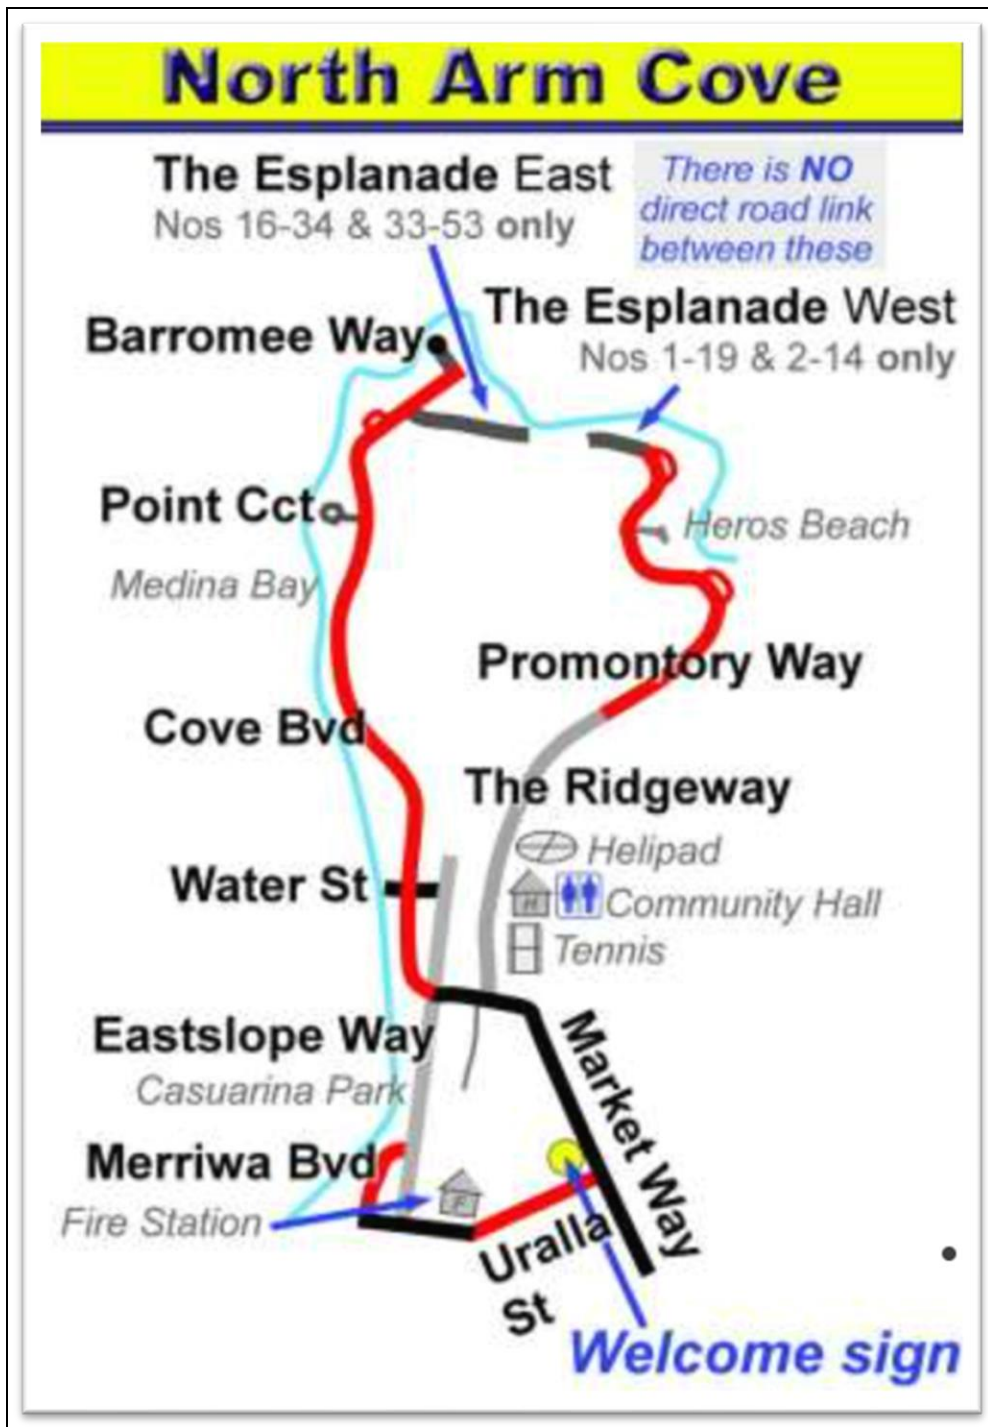 North Arm Cove
The Esplanade East
Nos 16-34 & 33-53 only
There is NO
direct road link
between these
The Esplanade West
Nos 1-19 & 2-14 only
Barromee Way
Point Cct
Heros Beach
Medina Bay
Promontory Way
Cove Bvd
The Ridgeway
Helipad
Water St
H
Community Hall
Tennis
Eastslope Way
Market Way
Casuarina Park
Merriwa Bvd
F
Fire Station
Uralla
St
Welcome sign